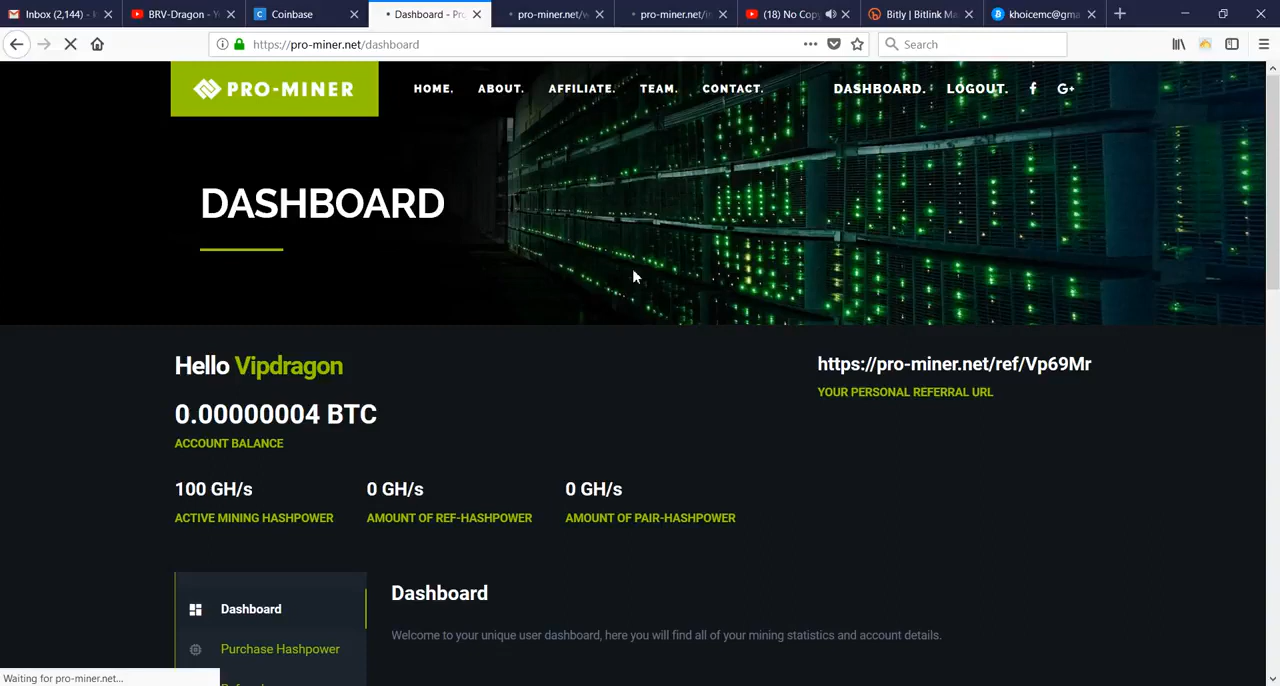 Inbox (2,144) -
BRV-Dragon - Y
Coinbase
Dashboard - Pro
pro-miner.net/
pro-miner.net/
(18) No Copy
Bitly | Bitlink Ma
khoicemc@gma
https://pro-miner.net/dashboard
Search
PRO-MINER
HOME.
ABOUT.
AFFILIATE.
TEAM.
CONTACT.
DASHBOARD.
LOGOUT.
f
G+
DASHBOARD
Hello Vipdragon
https://pro-miner.net/ref/Vp69Mr
YOUR PERSONAL REFERRAL URL
0.00000004 BTC
ACCOUNT BALANCE
100 GH/s
0 GH/s
0 GH/s
ACTIVE MINING HASHPOWER
AMOUNT OF REF-HASHPOWER
AMOUNT OF PAIR-HASHPOWER
Dashboard
Dashboard
Welcome to your unique user dashboard, here you will find all of your mining statistics and account details.
Purchase Hashpower
Waiting for pro-miner.net...